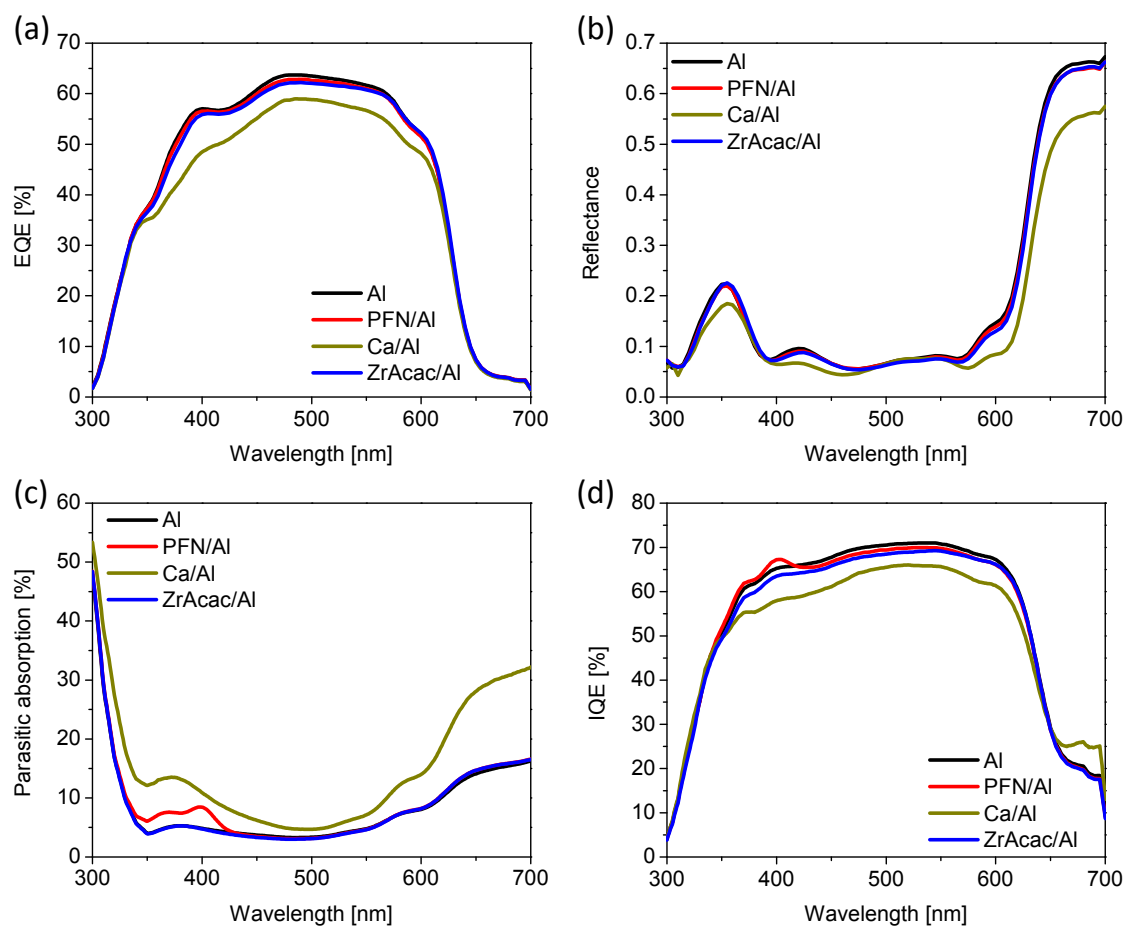 (a)
70
60
50
40
30
20
10
0
EQE [%]
Al
PFN/Al
Ca/Al
ZrAcac/Al
300 400 500 600 700
Wavelength [nm]
(b)
0.7
0.6
0.5
0.4
0.3
0.2
0.1
0.0
Reflectance
Al
PFN/Al
Ca/Al
ZrAcac/Al
300 400 500 600 700
Wavelength [nm]
(c)
60
50
40
30
20
10
0
Parasitic absorption [%]
Al
PFN/Al
Ca/Al
ZrAcac/Al
300 400 500 600 700
Wavelength [nm]
(d)
80
70
60
50
40
30
20
10
0
IQE [%]
Al
PFN/Al
Ca/Al
ZrAcac/Al
300 400 500 600 700
Wavelength [nm]